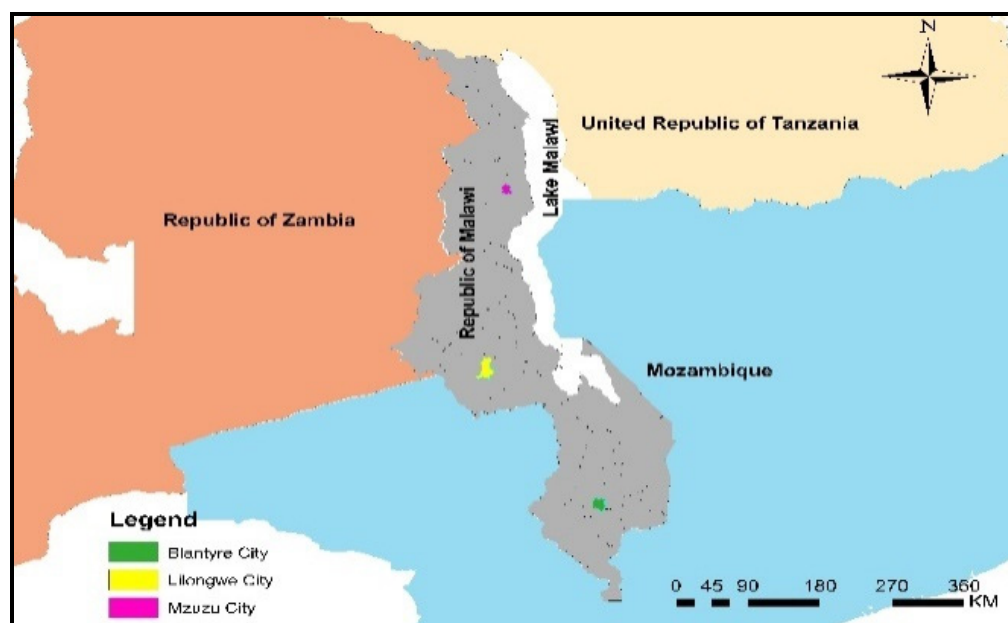 N
United Republic of Tanzania
Lake Malawi
Republic of Zambia
Republic of Malawi
Mozambique
Legend
Blantyre City
Lilongwe City
Mzuzu City
0 45 90 180 270 360
KM